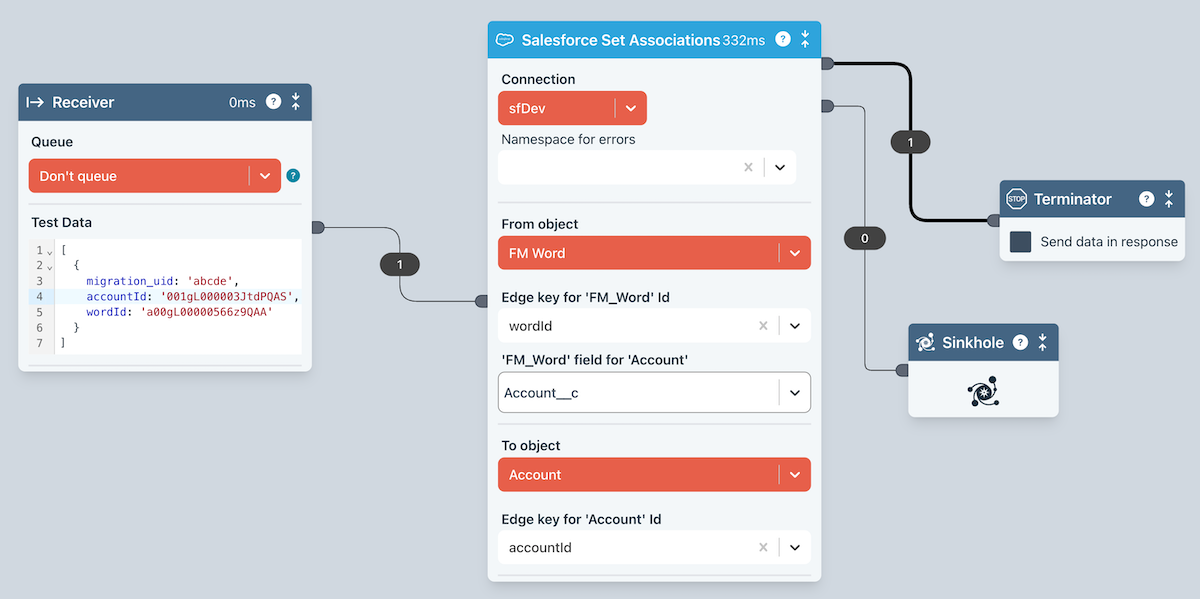 Receiver 0ms ?
Queue
Don't queue ?
Test Data
1 [
2 {
3 migration_uid: 'abcde',
4 accountId: '001gL000003JtdPQAS',
5 wordId: 'a00gL00000566z9QAA'
6 }
7 ]
1
Salesforce Set Associations 332ms ?
Connection
sfDev
Namespace for errors
From object
FM Word
Edge key for 'FM_Word' Id
wordId
'FM_Word' field for 'Account'
Account__c
To object
Account
Edge key for 'Account' Id
accountId
1
0
STOP Terminator ?
Send data in response
Sinkhole ?